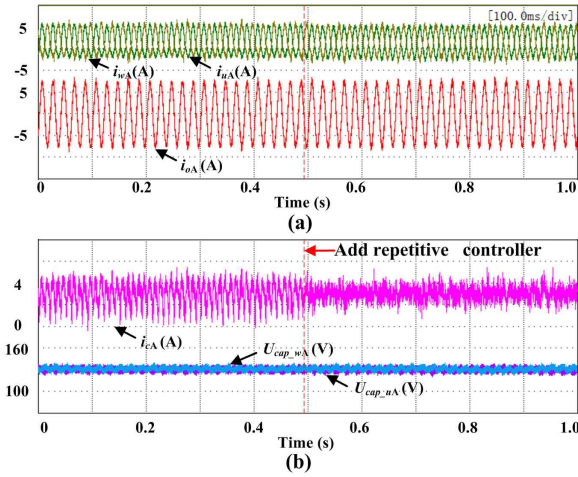 [100.0ms/div]
5
-5
i_wA(A) i_uA(A)
5
-5
i_oA(A)
0 0.2 0.4 0.6 0.8 1.0
Time (s)
(a)
Add repetitive controller
4
0
i_cA(A)
160
U_cap_wA(V)
100
U_cap_uA(V)
0 0.2 0.4 0.6 0.8 1.0
Time (s)
(b)